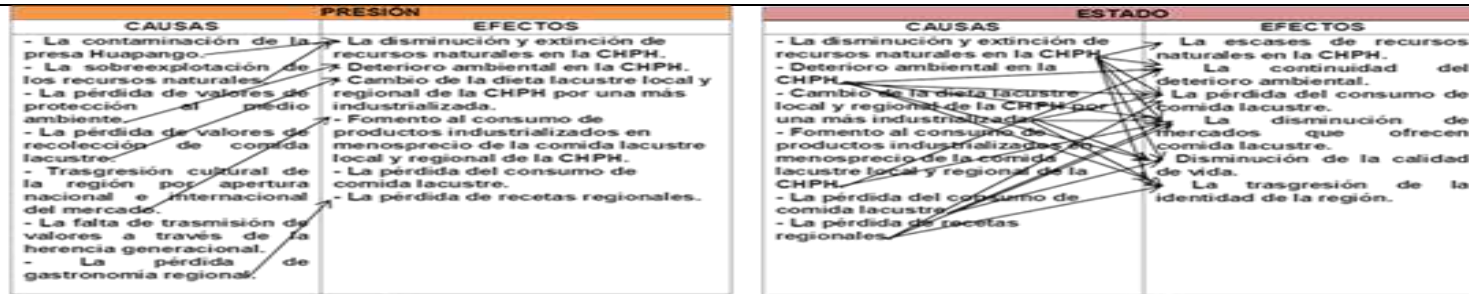 PRESIÓN
CAUSAS
EFECTOS
- La contaminación de la
presa Huapango.
- La sobreexplotación de
los recursos naturales.
- La pérdida de valores de
protección al medio
ambiente.
- La pérdida de valores de
recolección de comida
lacustre.
- Trasgresión cultural de
la región por apertura
nacional e internacional
del mercado.
- La falta de trasmisión de
valores a través de la
herencia generacional.
- La pérdida de
gastronomía regional.
- La disminución y extinción de
recursos naturales en la CHPH.
- Deterioro ambiental en la CHPH.
- Cambio de la dieta lacustre local y
regional de la CHPH por una más
industrializada.
- Fomento al consumo de
productos industrializados en
menosprecio de la comida lacustre
local y regional de la CHPH.
- La pérdida del consumo de
comida lacustre.
- La pérdida de recetas regionales.
ESTADO
CAUSAS
EFECTOS
- La disminución y extinción de
recursos naturales en la CHPH.
- Deterioro ambiental en la
CHPH.
- Cambio de la dieta lacustre
local y regional de la CHPH por
una más industrializada.
- Fomento al consumo de
productos industrializados en
menosprecio de la comida
lacustre local y regional de la
CHPH.
- La pérdida del consumo de
comida lacustre.
- La pérdida de recetas
regionales.
- La escases de recursos
naturales en la CHPH.
- La continuidad del
deterioro ambiental.
- La pérdida del consumo de
comida lacustre.
- La disminución de
mercados que ofrecen
comida lacustre.
- Disminución de la calidad
de vida.
- La trasgresión de la
identidad de la región.